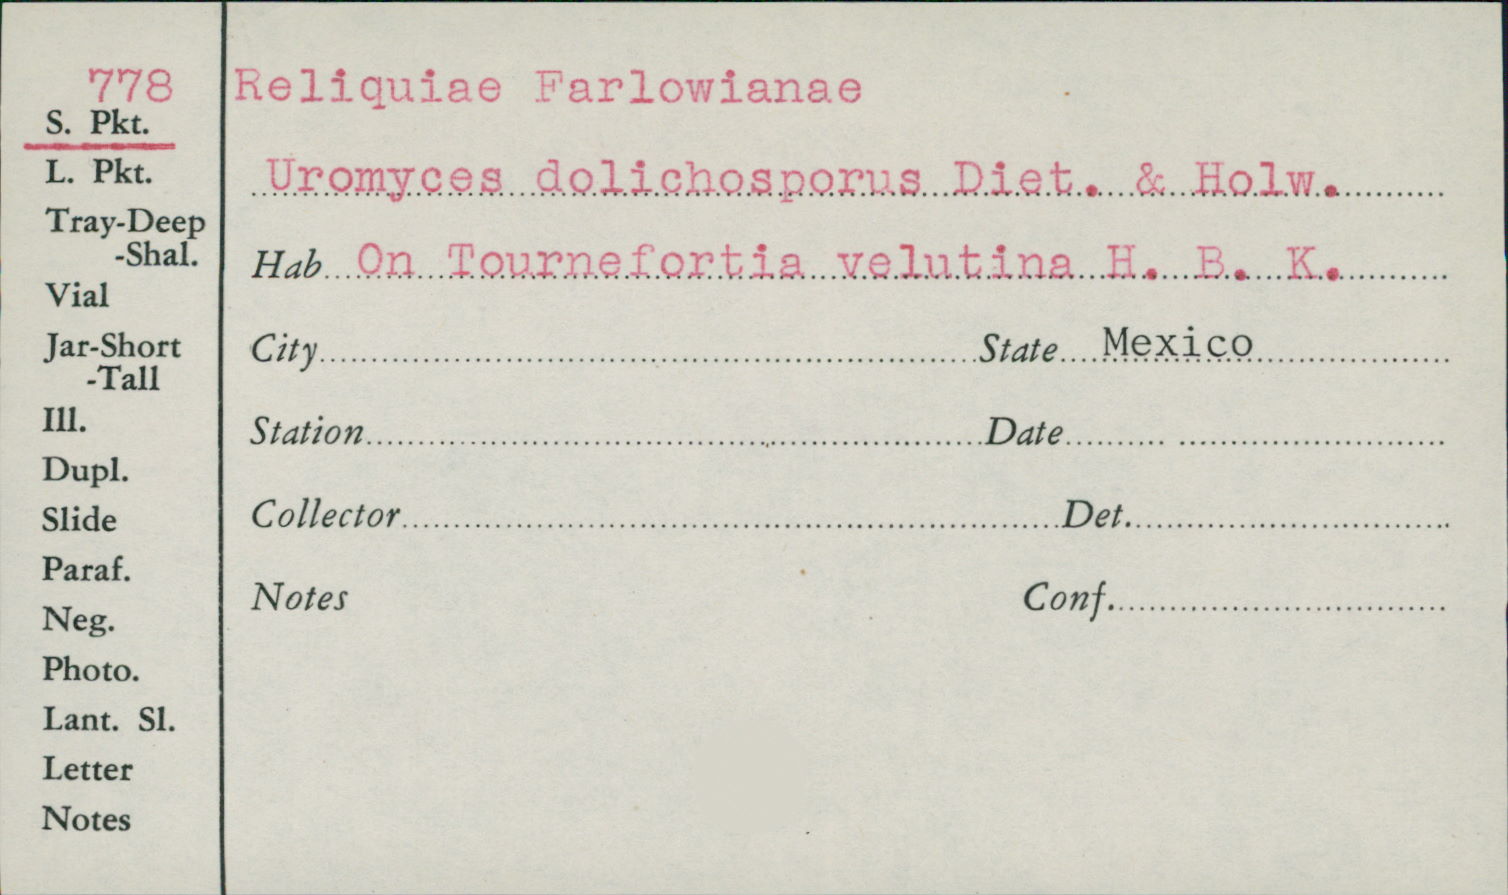 778
S. Pkt.
L. Pkt.
Tray-Deep
-Shal.
Vial
Jar-Short
-Tall
Ill.
Dupl.
Slide
Paraf.
Neg.
Photo.
Lant. Sl.
Letter
Notes
Reliquiae Farlowianae
Uromyces dolichosporus Diet. & Holw.
Hab On Tournefortia velutina H. B. K.
City State Mexico
Station Date
Collector Det.
Notes Conf.